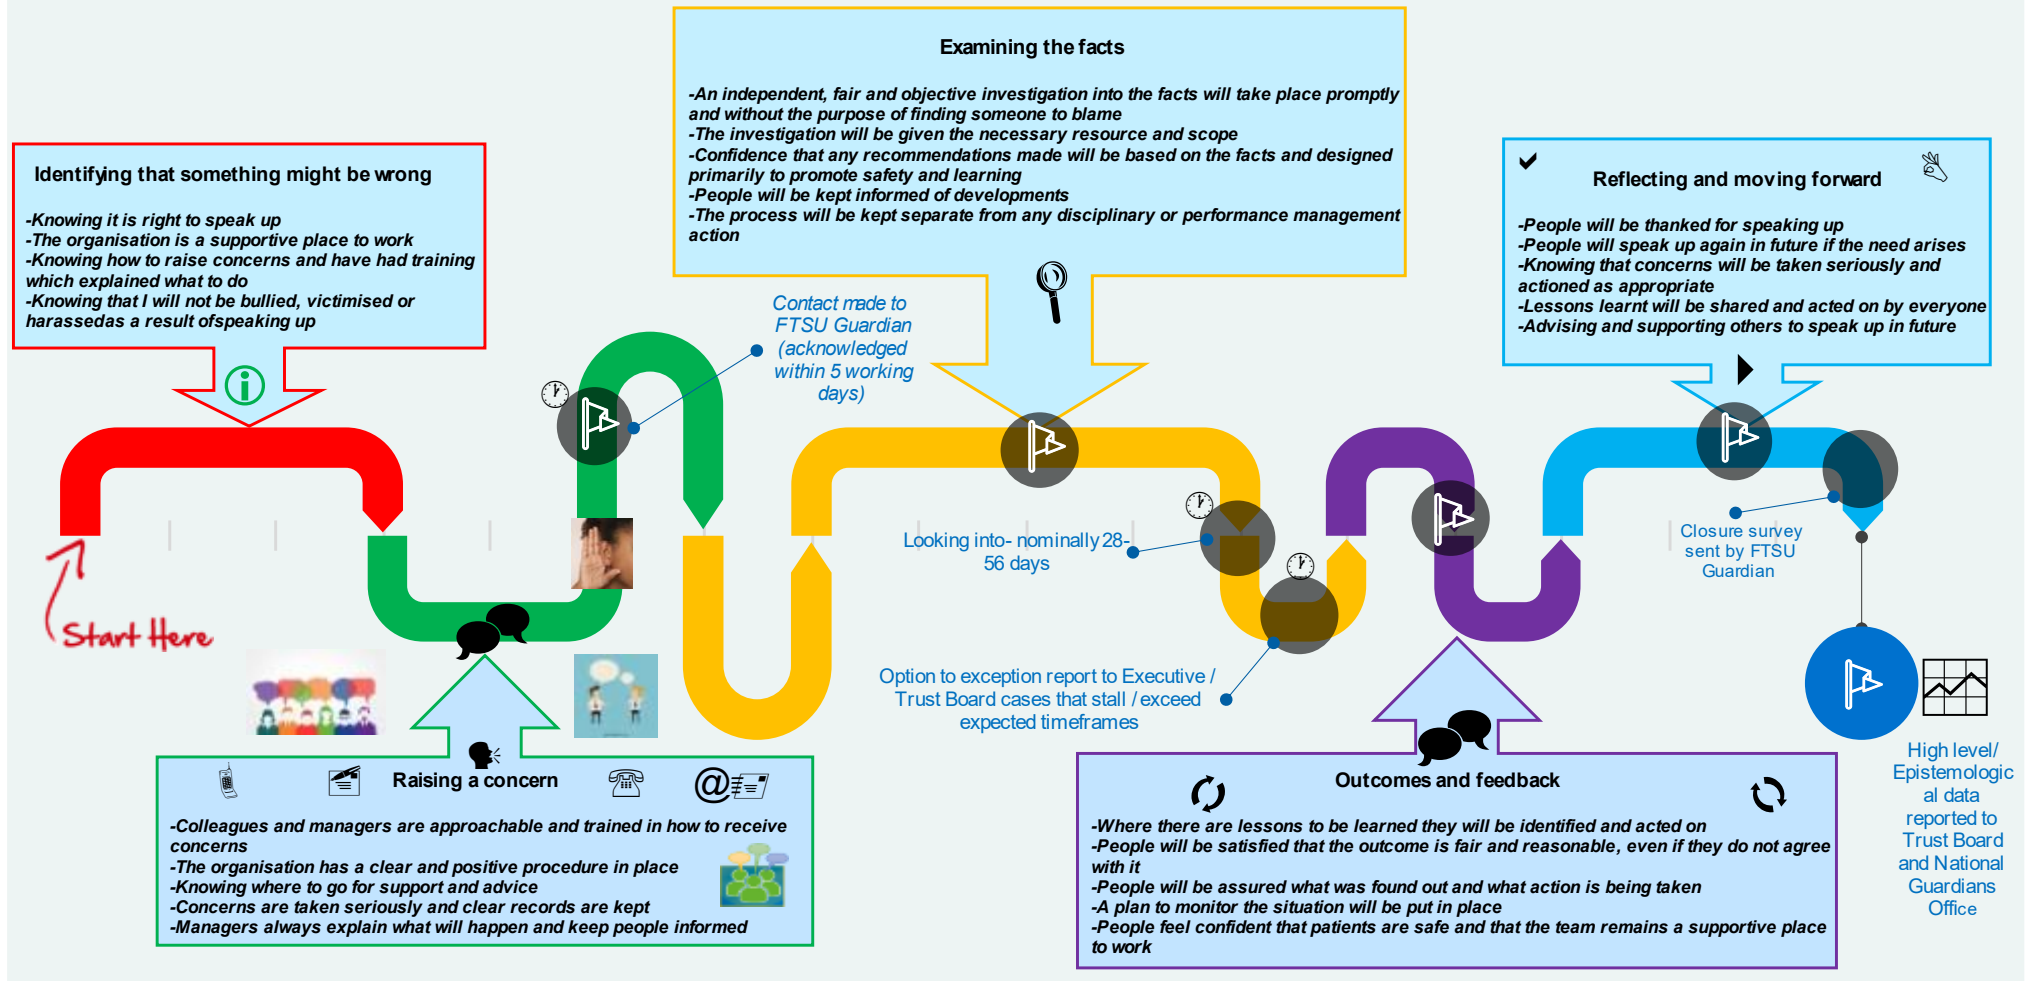 Examining the facts
-An independent, fair and objective investigation into the facts will take place promptly
and without the purpose of finding someone to blame
-The investigation will be given the necessary resource and scope
-Confidence that any recommendations made will be based on the facts and designed
primarily to promote safety and learning
-People will be kept informed of developments
-The process will be kept separate from any disciplinary or performance management
action
Identifying that something might be wrong
-Knowing it is right to speak up
-The organisation is a supportive place to work
-Knowing how to raise concerns and have had training
which explained what to do
-Knowing that I will not be bullied, victimised or
harassedas a result ofspeaking up
Reflecting and moving forward
-People will be thanked for speaking up
-People will speak up again in future if the need arises
-Knowing that concerns will be taken seriously and
actioned as appropriate
-Lessons learnt will be shared and acted on by everyone
-Advising and supporting others to speak up in future
Contact made to
FTSU Guardian
(acknowledged
within 5 working
days)
Start Here
Looking into- nominally 28-
56 days
Closure survey
sent by FTSU
Guardian
Option to exception report to Executive /
Trust Board cases that stall / exceed
expected timeframes
High level/
Epistemologic
al data
reported to
Trust Board
and National
Guardians
Office
Raising a concern
@
-Colleagues and managers are approachable and trained in how to receive
concerns
-The organisation has a clear and positive procedure in place
-Knowing where to go for support and advice
-Concerns are taken seriously and clear records are kept
-Managers always explain what will happen and keep people informed
Outcomes and feedback
-Where there are lessons to be learned they will be identified and acted on
-People will be satisfied that the outcome is fair and reasonable, even if they do not agree
with it
-People will be assured what was found out and what action is being taken
-A plan to monitor the situation will be put in place
-People feel confident that patients are safe and that the team remains a supportive place
to work